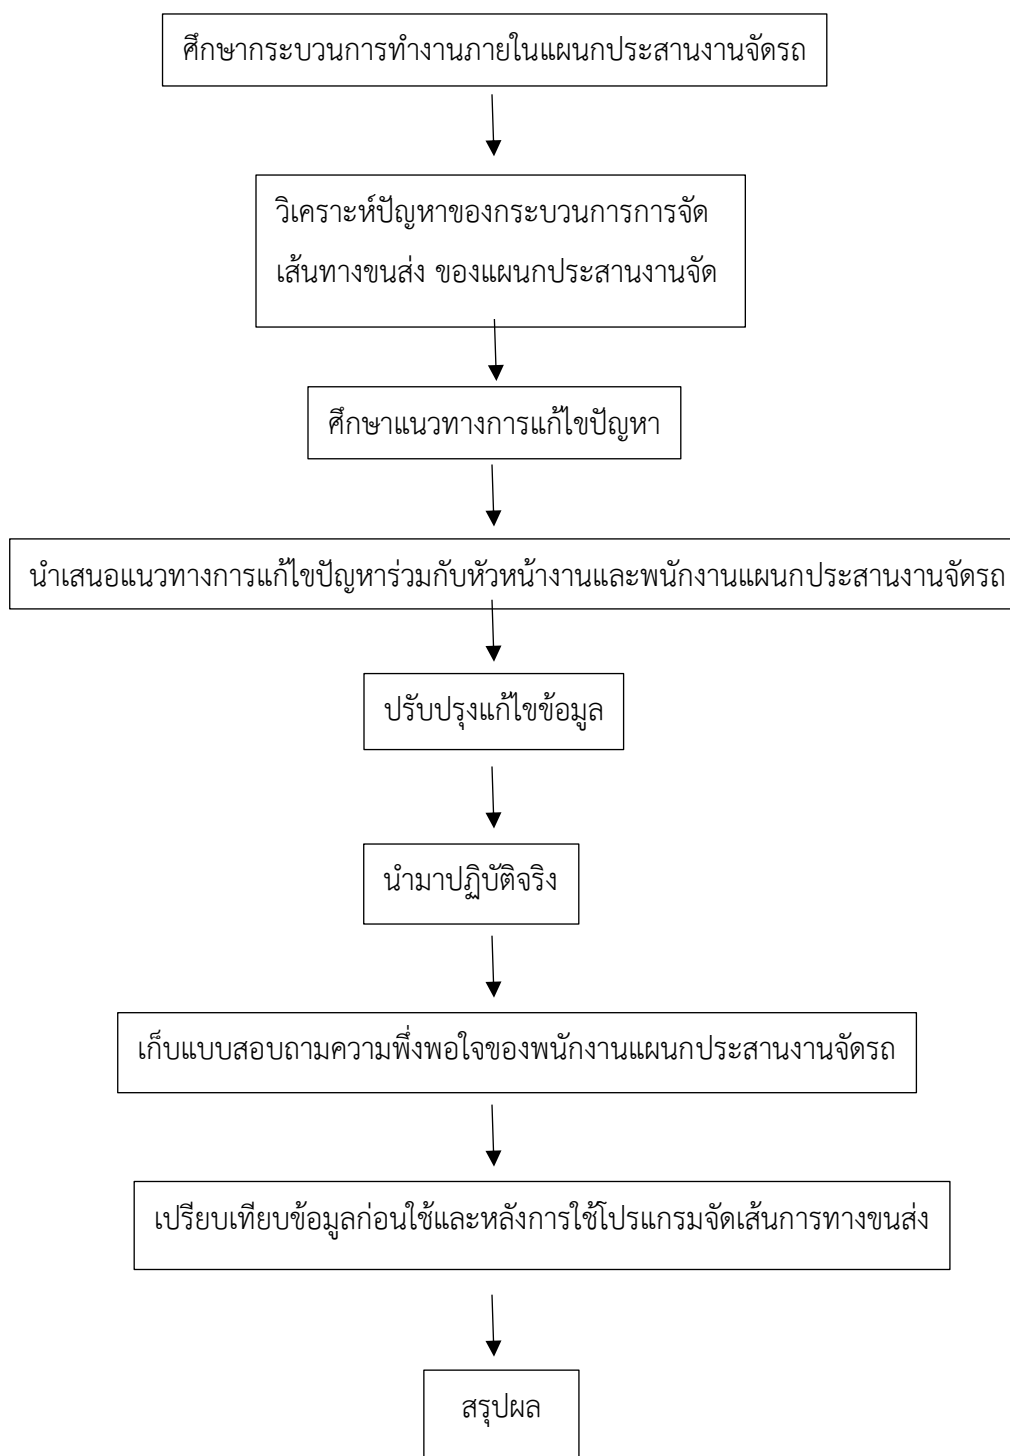 ศึกษากระบวนการทำงานภายในแผนกประสานงานจัดรถ
วิเคราะห์ปัญหาของกระบวนการการจัด
เส้นทางขนส่ง ของแผนกประสานงานจัด
ศึกษาแนวทางการแก้ไขปัญหา
นำเสนอแนวทางการแก้ไขปัญหาร่วมกับหัวหน้างานและพนักงานแผนกประสานงานจัดรถ
ปรับปรุงแก้ไขข้อมูล
นำมาปฏิบัติจริง
เก็บแบบสอบถามความพึ่งพอใจของพนักงานแผนกประสานงานจัดรถ
เปรียบเทียบข้อมูลก่อนใช้และหลังการใช้โปรแกรมจัดเส้นการทางขนส่ง
สรุปผล